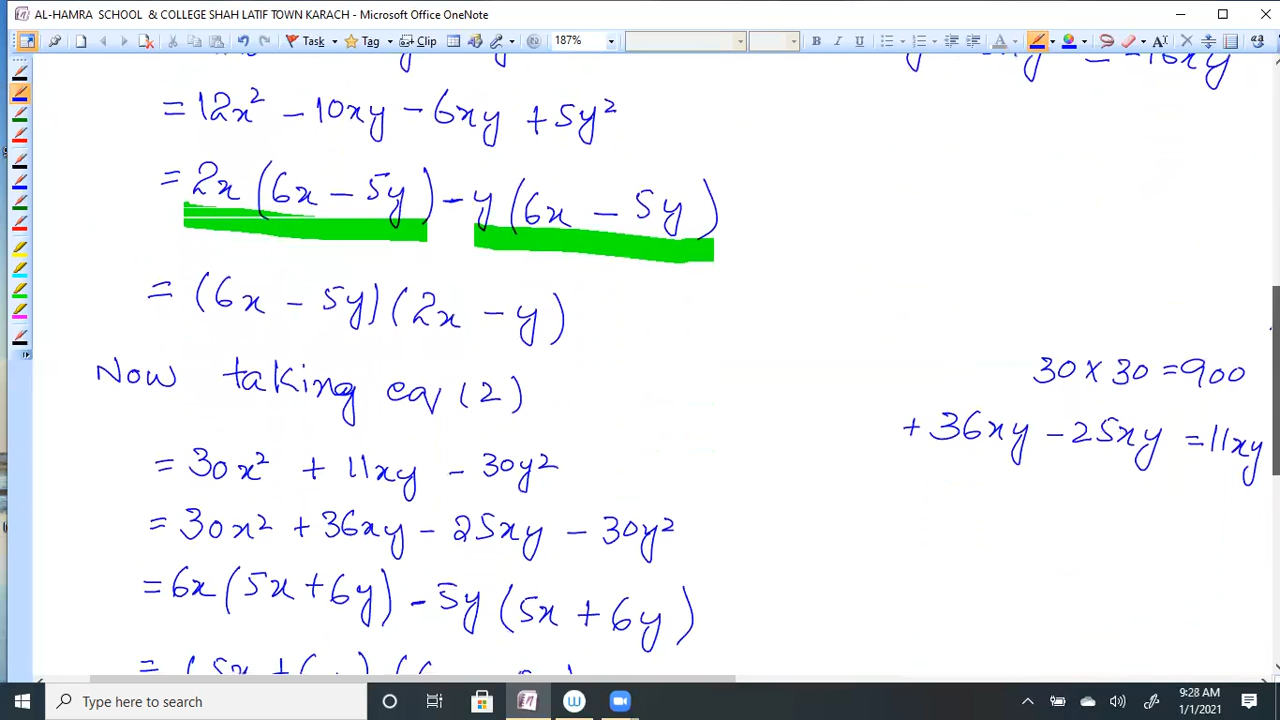 AL-HAMRA SCHOOL & COLLEGE SHAH LATIF TOWN KARACH - Microsoft Office OneNote
Task Tag Clip 187% B I U
= 12x² - 10xy - 6xy + 5y²
= 2x (6x - 5y) - y (6x - 5y)
= (6x - 5y) (2x - y)
Now taking eq (2)
30 x 30 = 900
+ 36xy - 25xy = 11xy
= 30x² + 11xy - 30y²
= 30x² + 36xy - 25xy - 30y²
= 6x (5x + 6y) - 5y (5x + 6y)
Type here to search
9:28 AM
1/1/2021